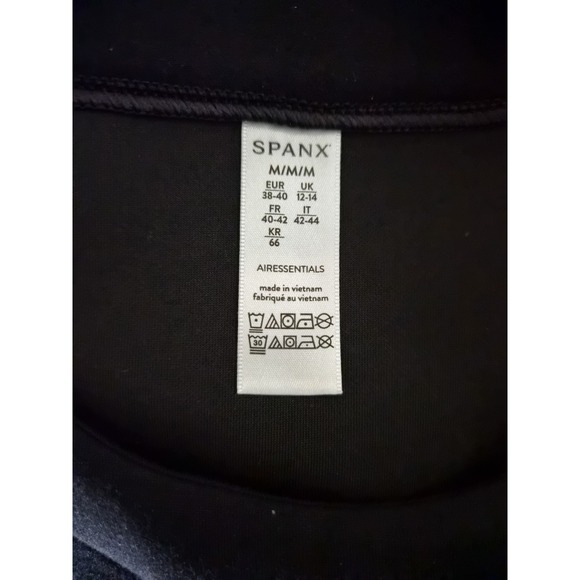 SPANX
M/M/M
EUR UK
38-40 12-14
FR IT
40-42 42-44
KR
66
AIRESSENTIALS
made in vietnam
fabriqué au vietnam
30